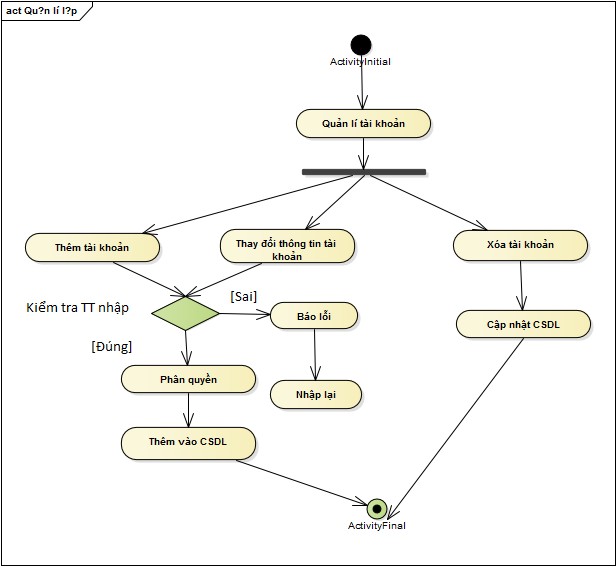 act Qu?n lí l?p
ActivityInitial
Quản lí tài khoản
Thêm tài khoản
Thay đổi thông tin tài
khoản
Xóa tài khoản
Kiểm tra TT nhập
[Sai]
Báo lỗi
Cập nhật CSDL
[Đúng]
Phân quyền
Nhập lại
Thêm vào CSDL
ActivityFinal